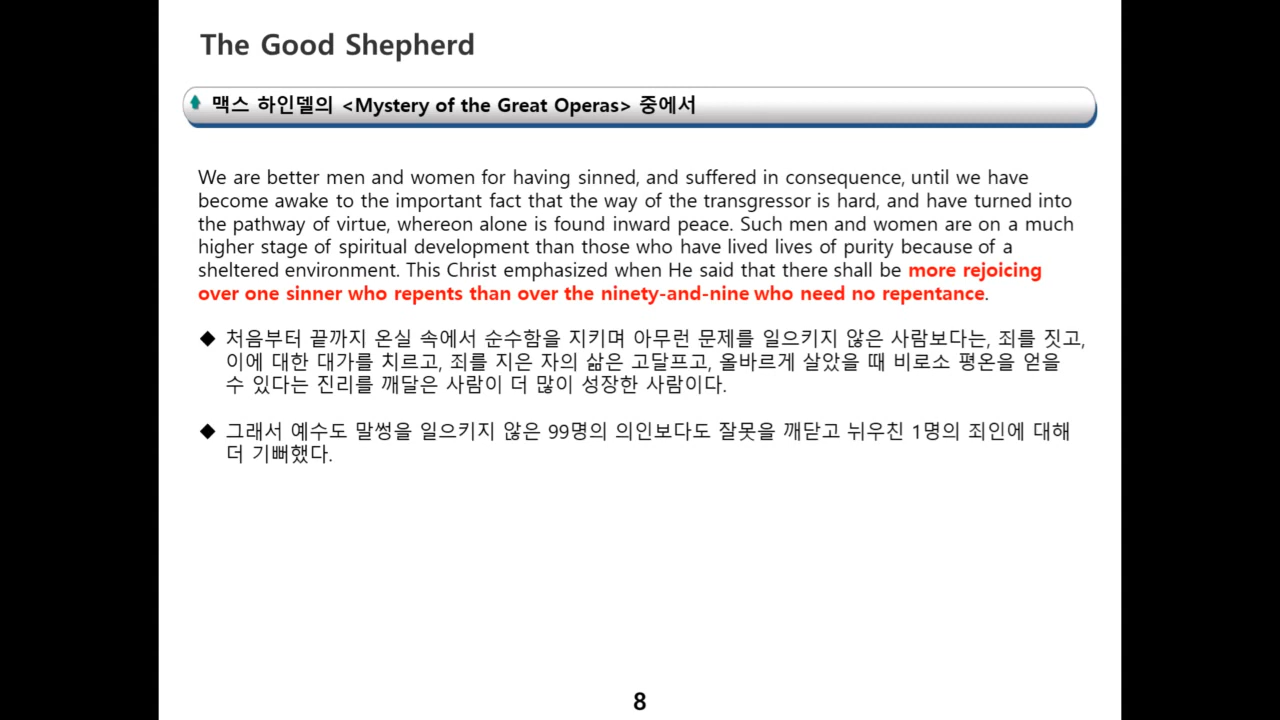 The Good Shepherd
맥스 하인델의 <Mystery of the Great Operas> 중에서
We are better men and women for having sinned, and suffered in consequence, until we have
become awake to the important fact that the way of the transgressor is hard, and have turned into
the pathway of virtue, whereon alone is found inward peace. Such men and women are on a much
higher stage of spiritual development than those who have lived lives of purity because of a
sheltered environment. This Christ emphasized when He said that there shall be more rejoicing
over one sinner who repents than over the ninety-and-nine who need no repentance.
◆ 처음부터 끝까지 온실 속에서 순수함을 지키며 아무런 문제를 일으키지 않은 사람보다는, 죄를 짓고,
이에 대한 대가를 치르고, 죄를 지은 자의 삶은 고달프고, 올바르게 살았을 때 비로소 평온을 얻을
수 있다는 진리를 깨달은 사람이 더 많이 성장한 사람이다.
◆ 그래서 예수도 말썽을 일으키지 않은 99명의 의인보다도 잘못을 깨닫고 뉘우친 1명의 죄인에 대해
더 기뻐했다.
8